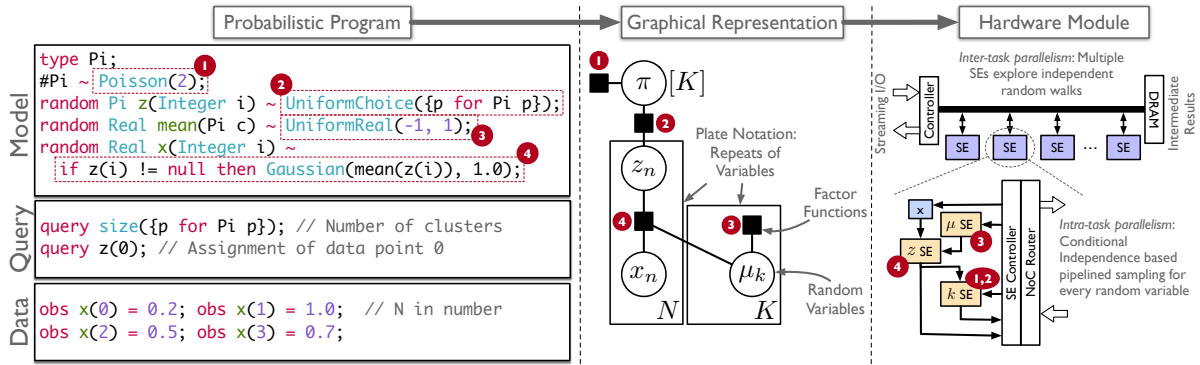 Probabilistic Program
Graphical Representation
Hardware Module
Model
type Pi;
1
#Pi ~ Poisson(2);
2
random Pi z(Integer i) ~ UniformChoice({p for Pi p});
random Real mean(Pi c) ~ UniformReal(-1, 1);
3
random Real x(Integer i) ~
4
if z(i) != null then Gaussian(mean(z(i)), 1.0);
Query
query size({p for Pi p}); // Number of clusters
query z(0); // Assignment of data point 0
Data
obs x(0) = 0.2; obs x(1) = 1.0; // N in number
obs x(2) = 0.5; obs x(3) = 0.7;
1
π [K]
2
Plate Notation:
Repeats of
Variables
z_n
4
3
Factor
Functions
x_n
μ_k
N
K
Random
Variables
Inter-task parallelism: Multiple
SEs explore independent
random walks
Streaming I/O
Controller
DRAM
Intermediate
Results
SE SE SE ... SE
x
μ SE
3
z SE
4
1,2
k SE
SE Controller
NoC Router
Intra-task parallelism:
Conditional
Independence based
pipelined sampling for
every random variable